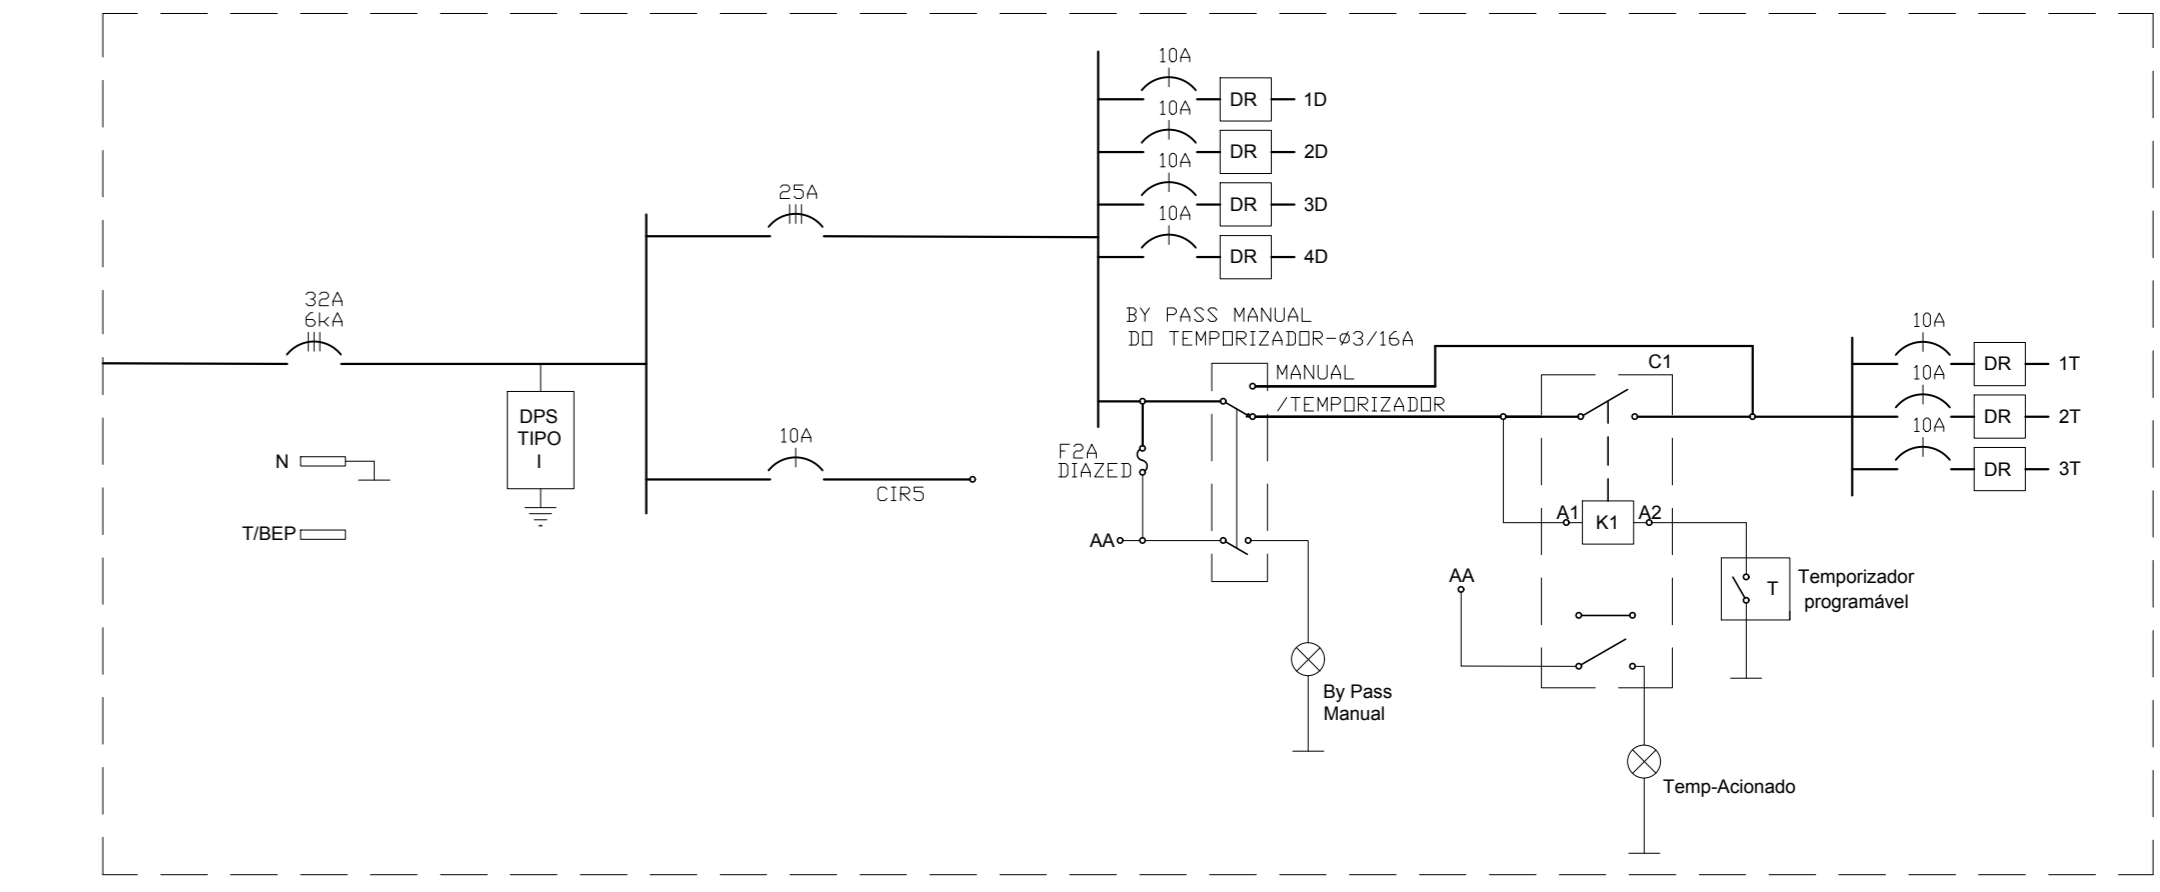 10A
DR
1D
10A
DR
2D
10A
DR
3D
10A
DR
4D
25A
32A
6kA
DPS
TIPO
I
N
T/BEP
10A
CIR5
BY PASS MANUAL
DO TEMPORIZADOR-Ø3/16A
MANUAL
/TEMPORIZADOR
F2A
DIAZED
AA
By Pass
Manual
C1
A1
K1
A2
AA
T
Temporizador
programável
Temp-Acionado
10A
DR
1T
10A
DR
2T
10A
DR
3T